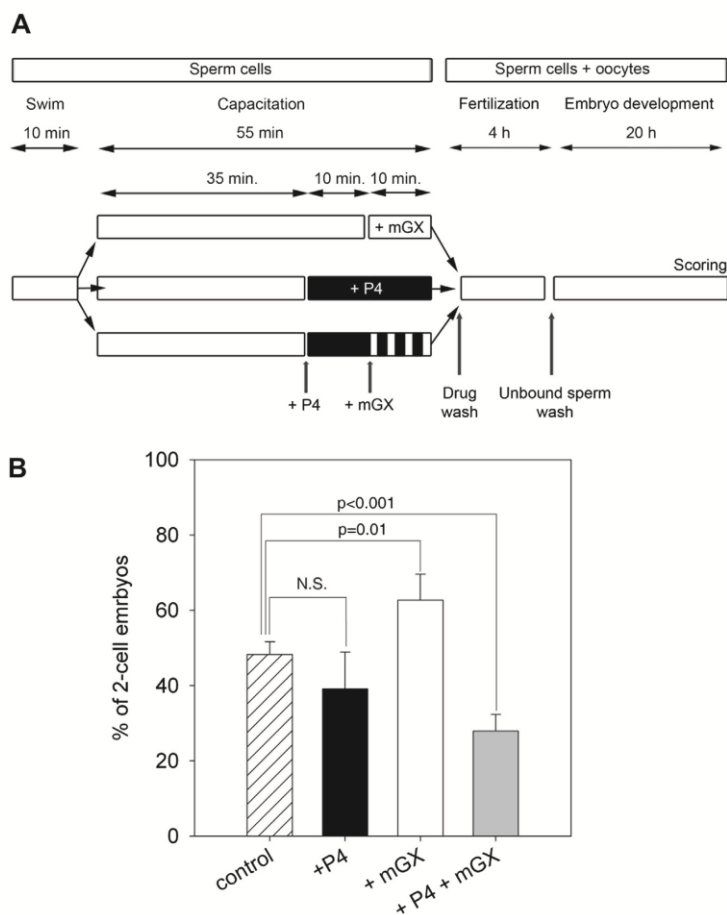 A
Sperm cells
Sperm cells + oocytes
Swim
Capacitation
Fertilization
Embryo development
10 min
55 min
4 h
20 h
35 min.
10 min.
10 min.
+ mGX
+ P4
Scoring
+ P4
+ mGX
Drug
wash
Unbound sperm
wash
B
% of 2-cell emrbyos
100
80
60
40
20
0
p<0.001
p=0.01
N.S.
control
+P4
+ mGX
+ P4 + mGX